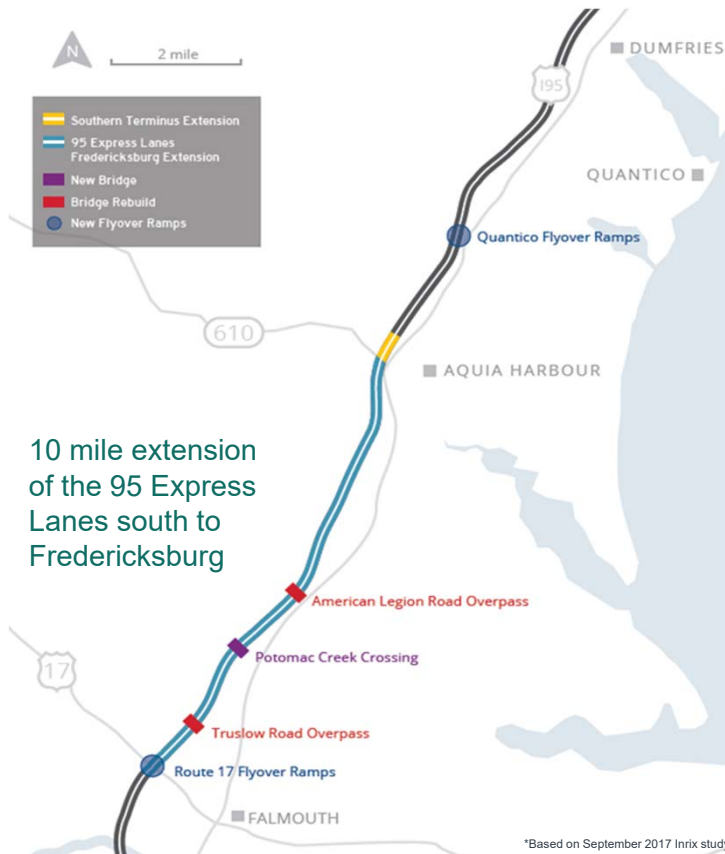 N
2 mile
DUMFRIES
I95
Southern Terminus Extension
95 Express Lanes
Fredericksburg Extension
New Bridge
Bridge Rebuild
New Flyover Ramps
QUANTICO
Quantico Flyover Ramps
610
AQUIA HARBOUR
10 mile extension
of the 95 Express
Lanes south to
Fredericksburg
American Legion Road Overpass
Potomac Creek Crossing
17
Truslow Road Overpass
Route 17 Flyover Ramps
FALMOUTH
*Based on September 2017 Inrix stud